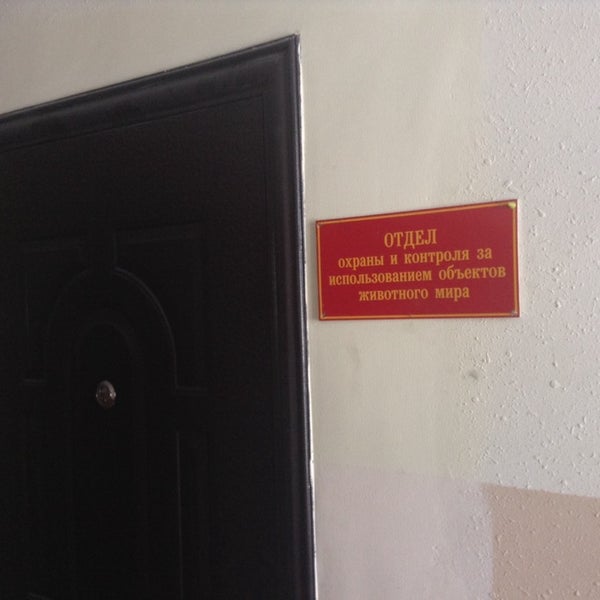 ОТДЕЛ
охраны и контроля за
использованием объектов
животного мира